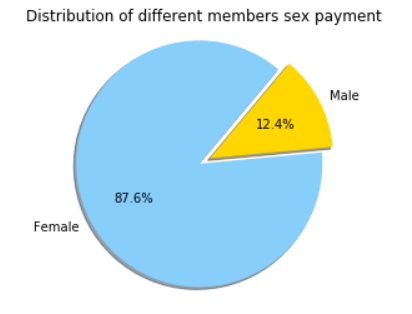 Distribution of different members sex payment
Male
12.4%
87.6%
Female